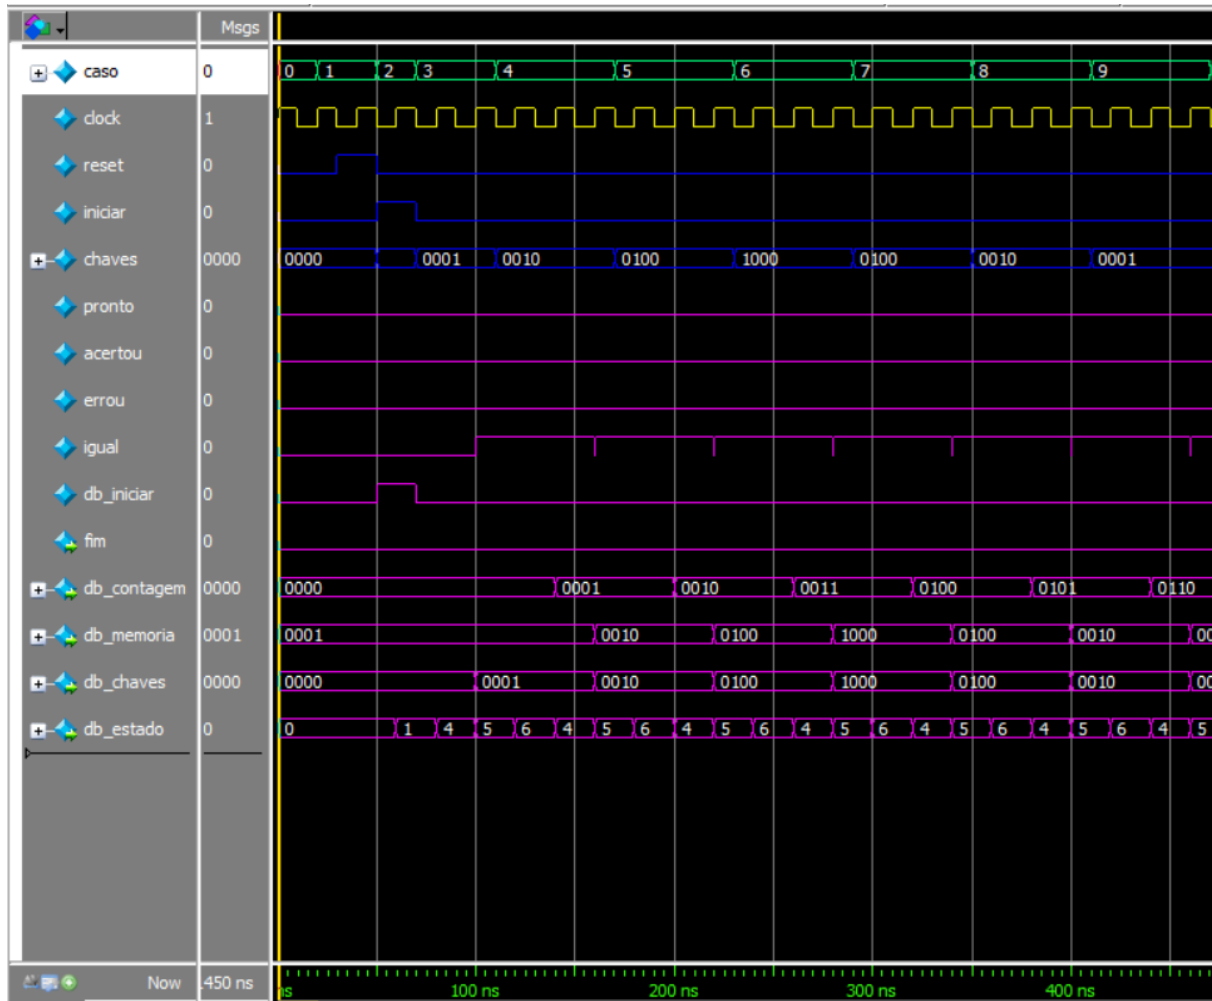 Msgs
caso 0 0 1 2 3 4 5 6 7 8 9
clock 1
reset 0
iniciar 0
chaves 0000 0000 0001 0010 0100 1000 0100 0010 0001
pronto 0
acertou 0
errou 0
igual 0
db_iniciar 0
fim 0
db_contagem 0000 0000 0001 0010 0011 0100 0101 0110
db_memoria 0001 0001 0010 0100 1000 0100 0010 00
db_chaves 0000 0000 0001 0010 0100 1000 0100 0010 00
db_estado 0 0 1 4 5 6 4 5 6 4 5 6 4 5 6 4 5 6 4 5 6 4 5
Now .450 ns ns 100 ns 200 ns 300 ns 400 ns